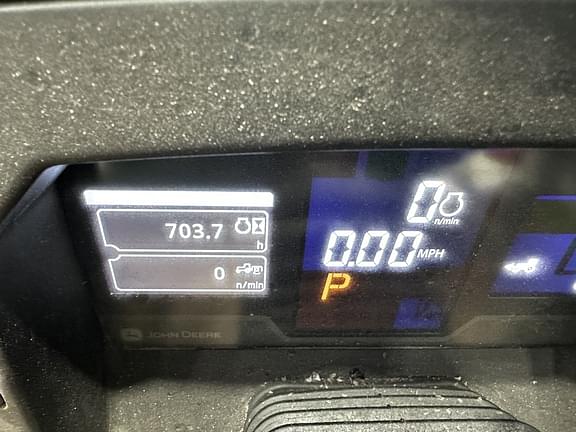 703.7
h
0
n/min
JOHN DEERE
0
n/min
0.00 MPH
P